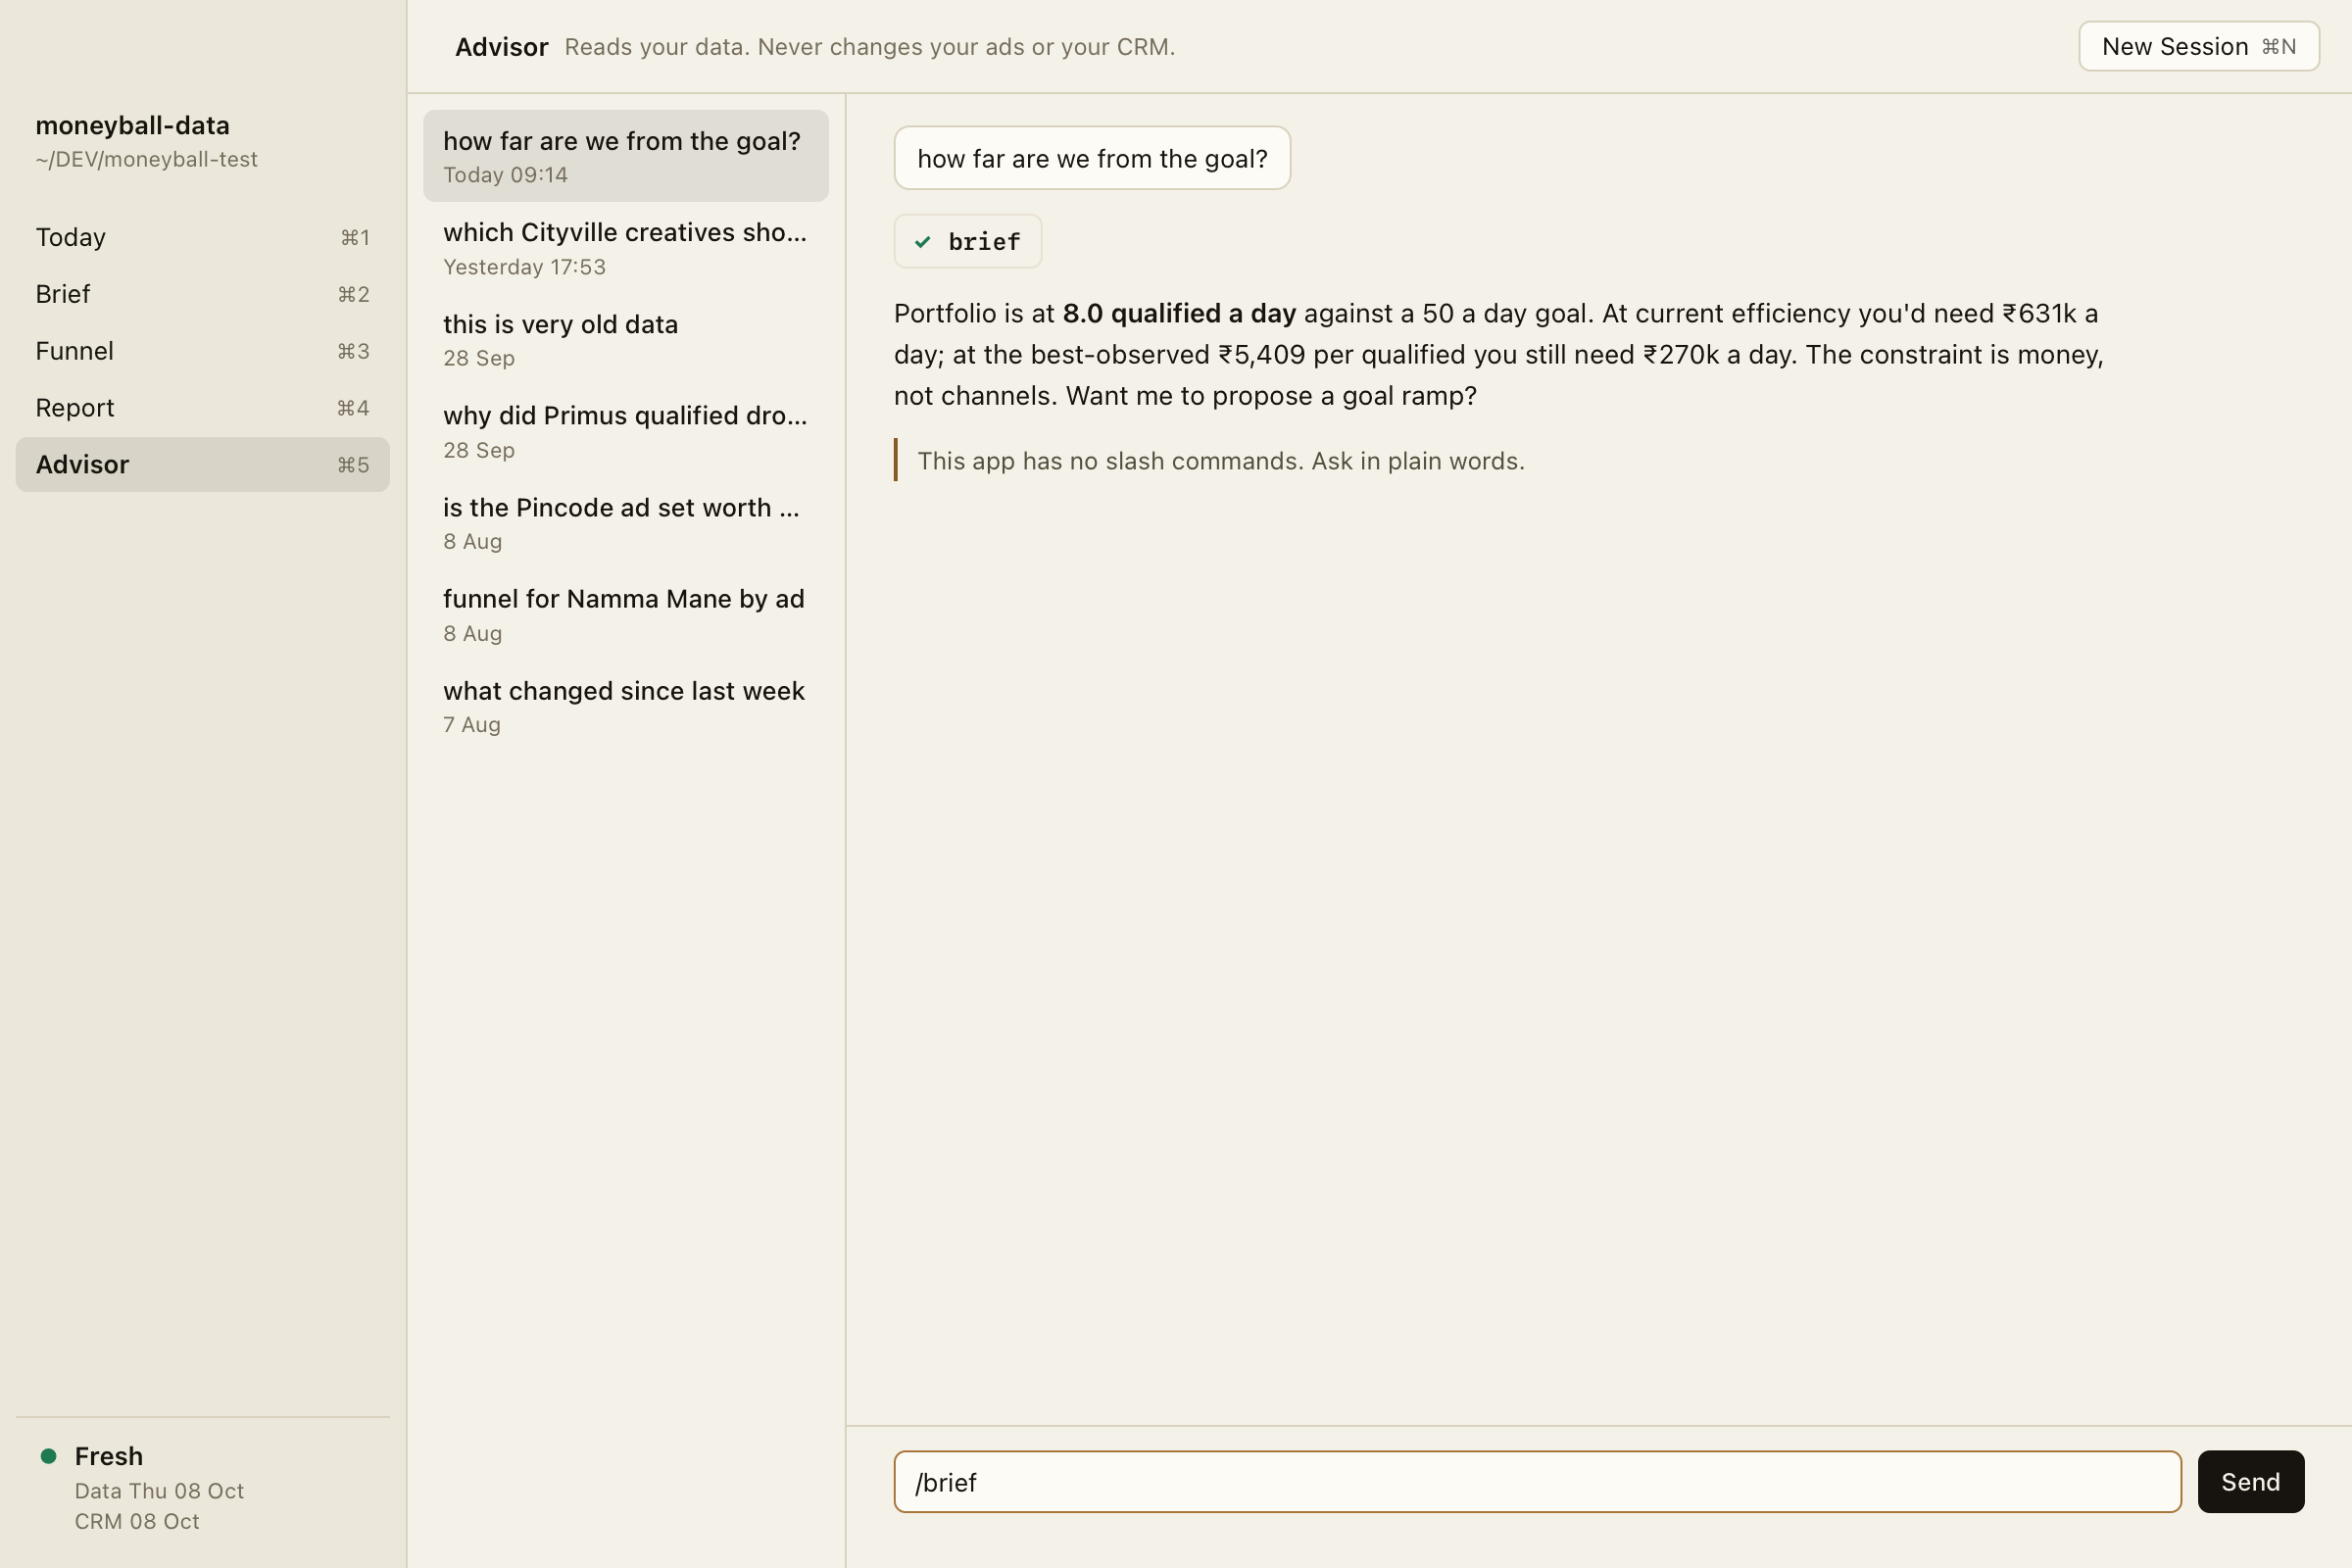 moneyball-data
~/DEV/moneyball-test
Today ⌘1
Brief ⌘2
Funnel ⌘3
Report ⌘4
Advisor ⌘5
Fresh
Data Thu 08 Oct
CRM 08 Oct
Advisor Reads your data. Never changes your ads or your CRM.
New Session ⌘N
how far are we from the goal?
Today 09:14
which Cityville creatives sho...
Yesterday 17:53
this is very old data
28 Sep
why did Primus qualified dro...
28 Sep
is the Pincode ad set worth ...
8 Aug
funnel for Namma Mane by ad
8 Aug
what changed since last week
7 Aug
how far are we from the goal?
✓ brief
Portfolio is at 8.0 qualified a day against a 50 a day goal. At current efficiency you'd need ₹631k a
day; at the best-observed ₹5,409 per qualified you still need ₹270k a day. The constraint is money,
not channels. Want me to propose a goal ramp?
This app has no slash commands. Ask in plain words.
/brief
Send